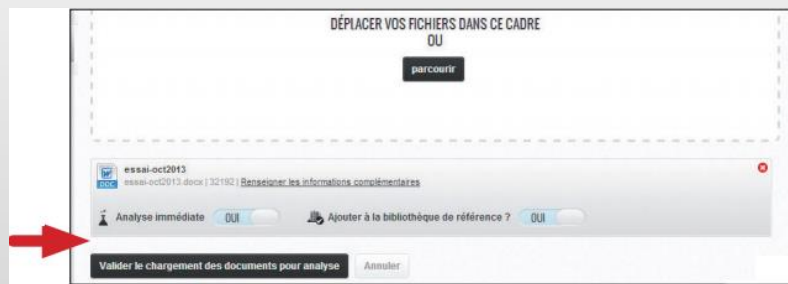 DÉPLACER VOS FICHIERS DANS CE CADRE
OU
parcourir
essai-oct2013
DOC essai-oct2013.docx | 32192 | Renseigner les informations complémentaires
Analyse immédiate OUI Ajouter à la bibliothèque de référence ? OUI
Valider le chargement des documents pour analyse Annuler